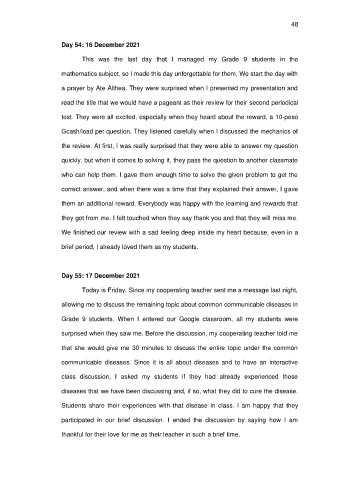 48
Day 54: 16 December 2021
This was the last day that I managed my Grade 9 students in the
mathematics subject, so I made this day unforgettable for them. We start the day with
a prayer by Ate Althea. They were surprised when I presented my presentation and
read the title that we would have a pageant as their review for their second periodical
test. They were all excited, especially when they heard about the reward, a 10-peso
Gcash/load per question. They listened carefully when I discussed the mechanics of
the review. At first, I was really surprised that they were able to answer my question
quickly, but when it comes to solving it, they pass the question to another classmate
who can help them. I gave them enough time to solve the given problem to get the
correct answer, and when there was a time that they explained their answer, I gave
them an additional reward. Everybody was happy with the learning and rewards that
they got from me. I felt touched when they say thank you and that they will miss me.
We finished our review with a sad feeling deep inside my heart because, even in a
brief period, I already loved them as my students.
Day 55: 17 December 2021
Today is Friday. Since my cooperating teacher sent me a message last night,
allowing me to discuss the remaining topic about common communicable diseases in
Grade 9 students. When I entered our Google classroom, all my students were
surprised when they saw me. Before the discussion, my cooperating teacher told me
that she would give me 30 minutes to discuss the entire topic under the common
communicable diseases. Since it is all about diseases and to have an interactive
class discussion, I asked my students if they had already experienced those
diseases that we have been discussing and, if so, what they did to cure the disease.
Students share their experiences with that disease in class. I am happy that they
participated in our brief discussion. I ended the discussion by saying how I am
thankful for their love for me as their teacher in such a brief time.